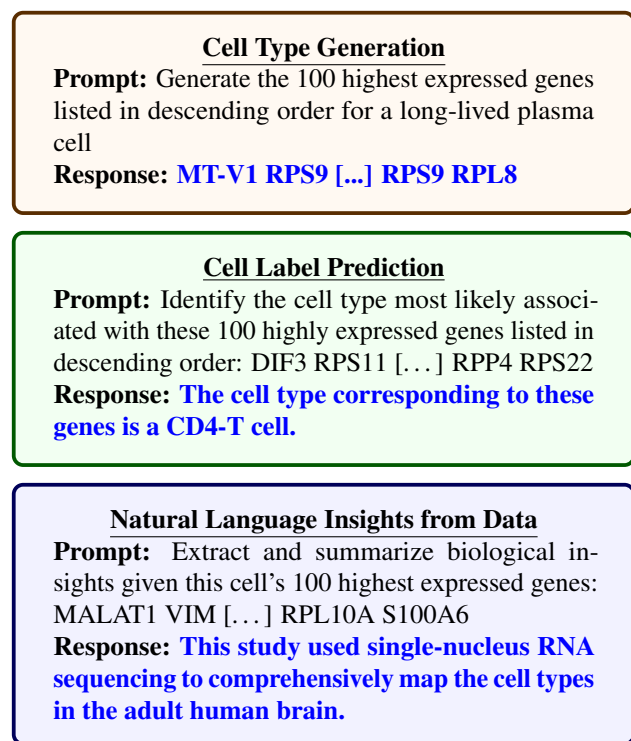 Cell Type Generation
Prompt: Generate the 100 highest expressed genes
listed in descending order for a long-lived plasma
cell
Response: MT-V1 RPS9 [...] RPS9 RPL8
Cell Label Prediction
Prompt: Identify the cell type most likely associ-
ated with these 100 highly expressed genes listed in
descending order: DIF3 RPS11 [...] RPP4 RPS22
Response: The cell type corresponding to these
genes is a CD4-T cell.
Natural Language Insights from Data
Prompt: Extract and summarize biological in-
sights given this cell's 100 highest expressed genes:
MALAT1 VIM [...] RPL10A S100A6
Response: This study used single-nucleus RNA
sequencing to comprehensively map the cell types
in the adult human brain.